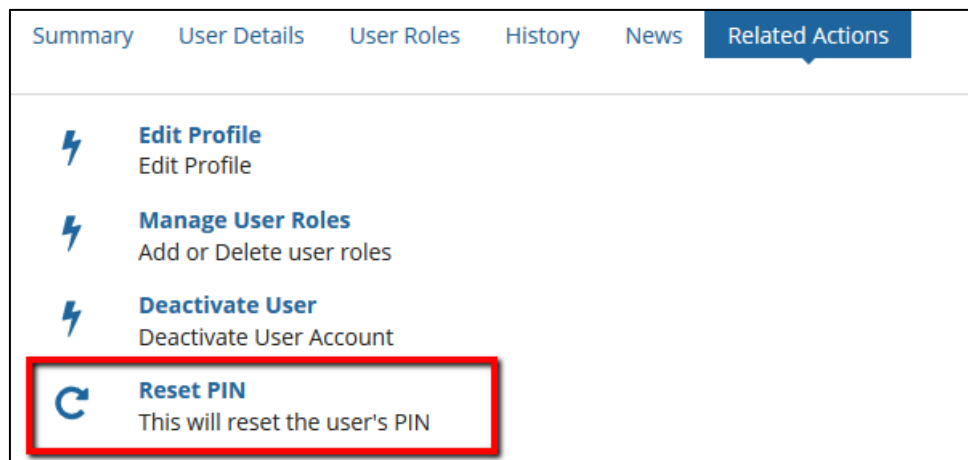 Summary User Details User Roles History News Related Actions
Edit Profile
Edit Profile
Manage User Roles
Add or Delete user roles
Deactivate User
Deactivate User Account
Reset PIN
This will reset the user's PIN